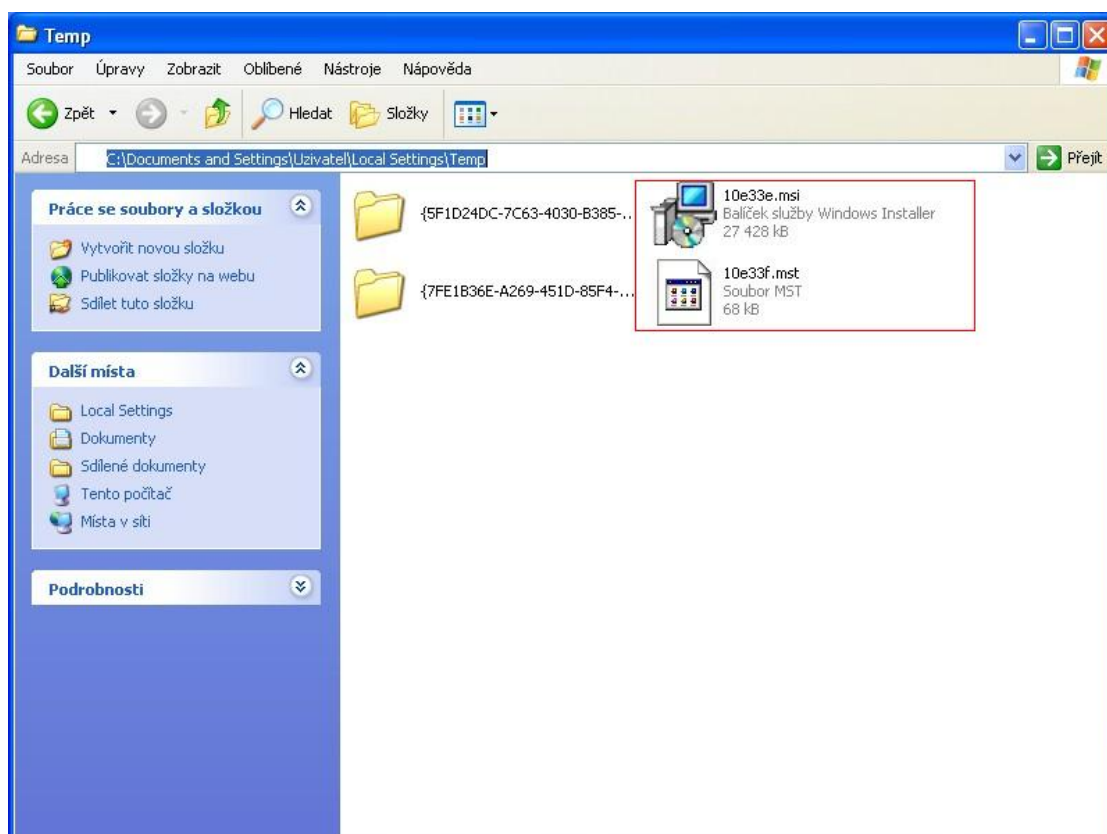 Temp
Soubor Úpravy Zobrazit Oblíbené Nástroje Nápověda
Zpět Hledat Složky
Adresa C:\Documents and Settings\Uzivatel\Local Settings\Temp Přejít
Práce se soubory a složkou
Vytvořit novou složku
Publikovat složky na webu
Sdílet tuto složku
Další místa
Local Settings
Dokumenty
Sdílené dokumenty
Tento počítač
Místa v síti
Podrobnosti
{5F1D24DC-7C63-4030-B385-...
10e33e.msi
Balíček služby Windows Installer
27 428 kB
{7FE1B36E-A269-451D-85F4-...
10e33f.mst
Soubor MST
68 kB